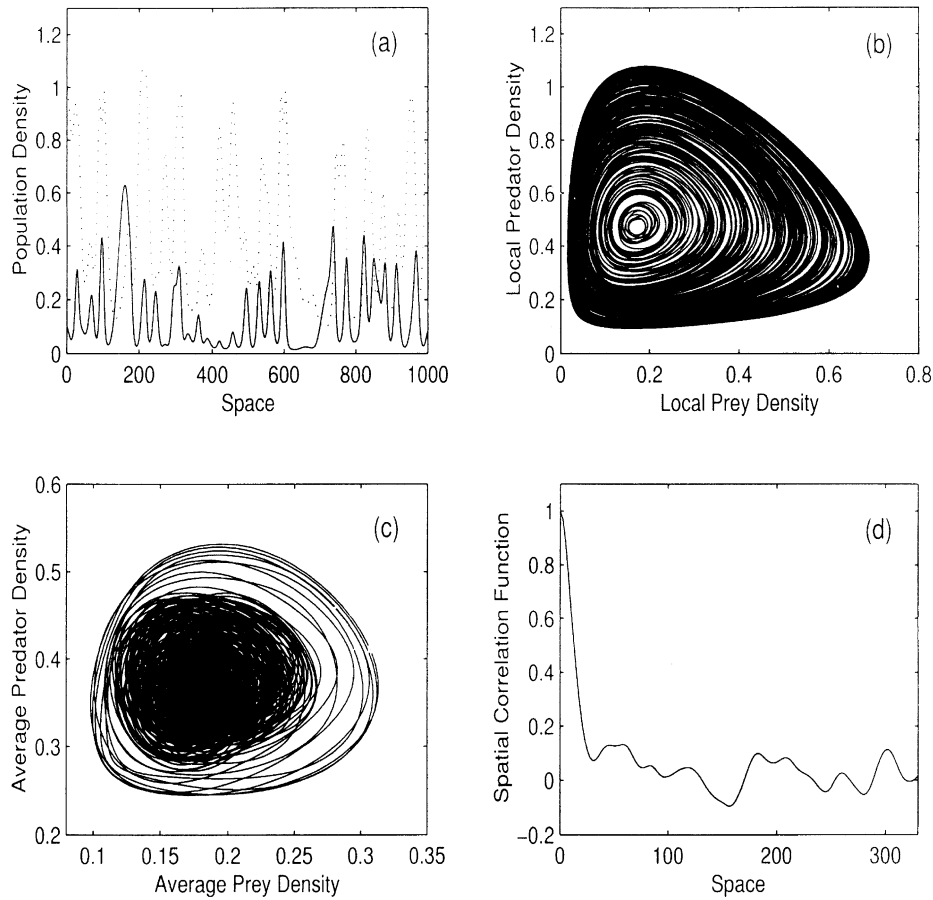 (a)
Population Density
1.2
1
0.8
0.6
0.4
0.2
0
0 200 400 600 800 1000
Space
(b)
Local Predator Density
1.2
1
0.8
0.6
0.4
0.2
0
0 0.2 0.4 0.6 0.8
Local Prey Density
(c)
Average Predator Density
0.6
0.5
0.4
0.3
0.2
0.1 0.15 0.2 0.25 0.3 0.35
Average Prey Density
(d)
Spatial Correlation Function
1
0.8
0.6
0.4
0.2
0
-0.2
0 100 200 300
Space